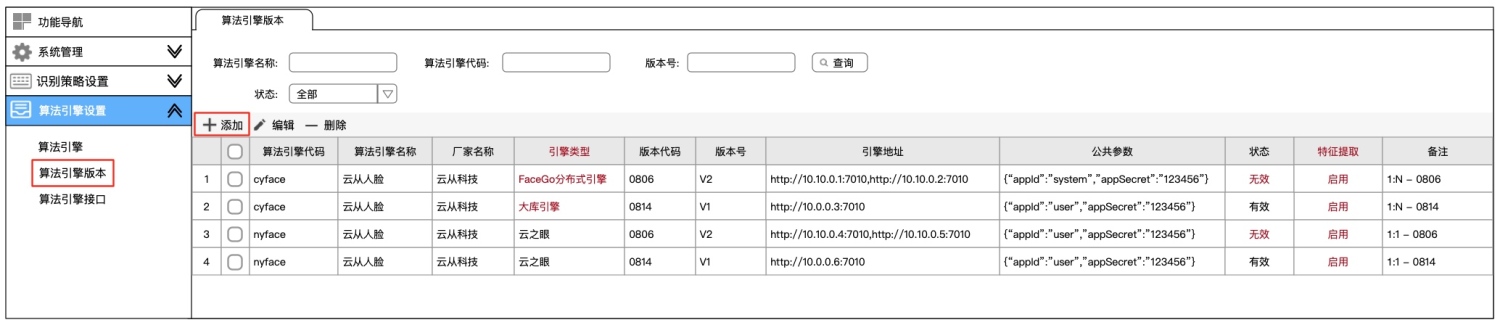 功能导航
系统管理
识别策略设置
算法引擎设置
算法引擎
算法引擎版本
算法引擎接口
算法引擎版本
算法引擎名称: 算法引擎代码: 版本号: 查询
状态: 全部
添加 编辑 删除
算法引擎代码 算法引擎名称 厂家名称 引擎类型 版本代码 版本号 引擎地址 公共参数 状态 特征提取 备注
1 cyface 云从人脸 云从科技 FaceGo分布式引擎 0806 V2 http://10.10.0.1:7010,http://10.10.0.2:7010 {“appId”:”system”,”appSecret”:”123456”} 无效 启用 1:N – 0806
2 cyface 云从人脸 云从科技 大库引擎 0814 V1 http://10.0.0.3:7010 {“appId”:”user”,”appSecret”:”123456”} 有效 启用 1:N – 0814
3 nyface 云从人脸 云从科技 云之眼 0806 V2 http://10.10.0.4:7010,http://10.10.0.5:7010 {“appId”:”user”,”appSecret”:”123456”} 无效 启用 1:1 – 0806
4 nyface 云从人脸 云从科技 云之眼 0814 V1 http://10.0.0.6:7010 {“appId”:”user”,”appSecret”:”123456”} 有效 启用 1:1 – 0814